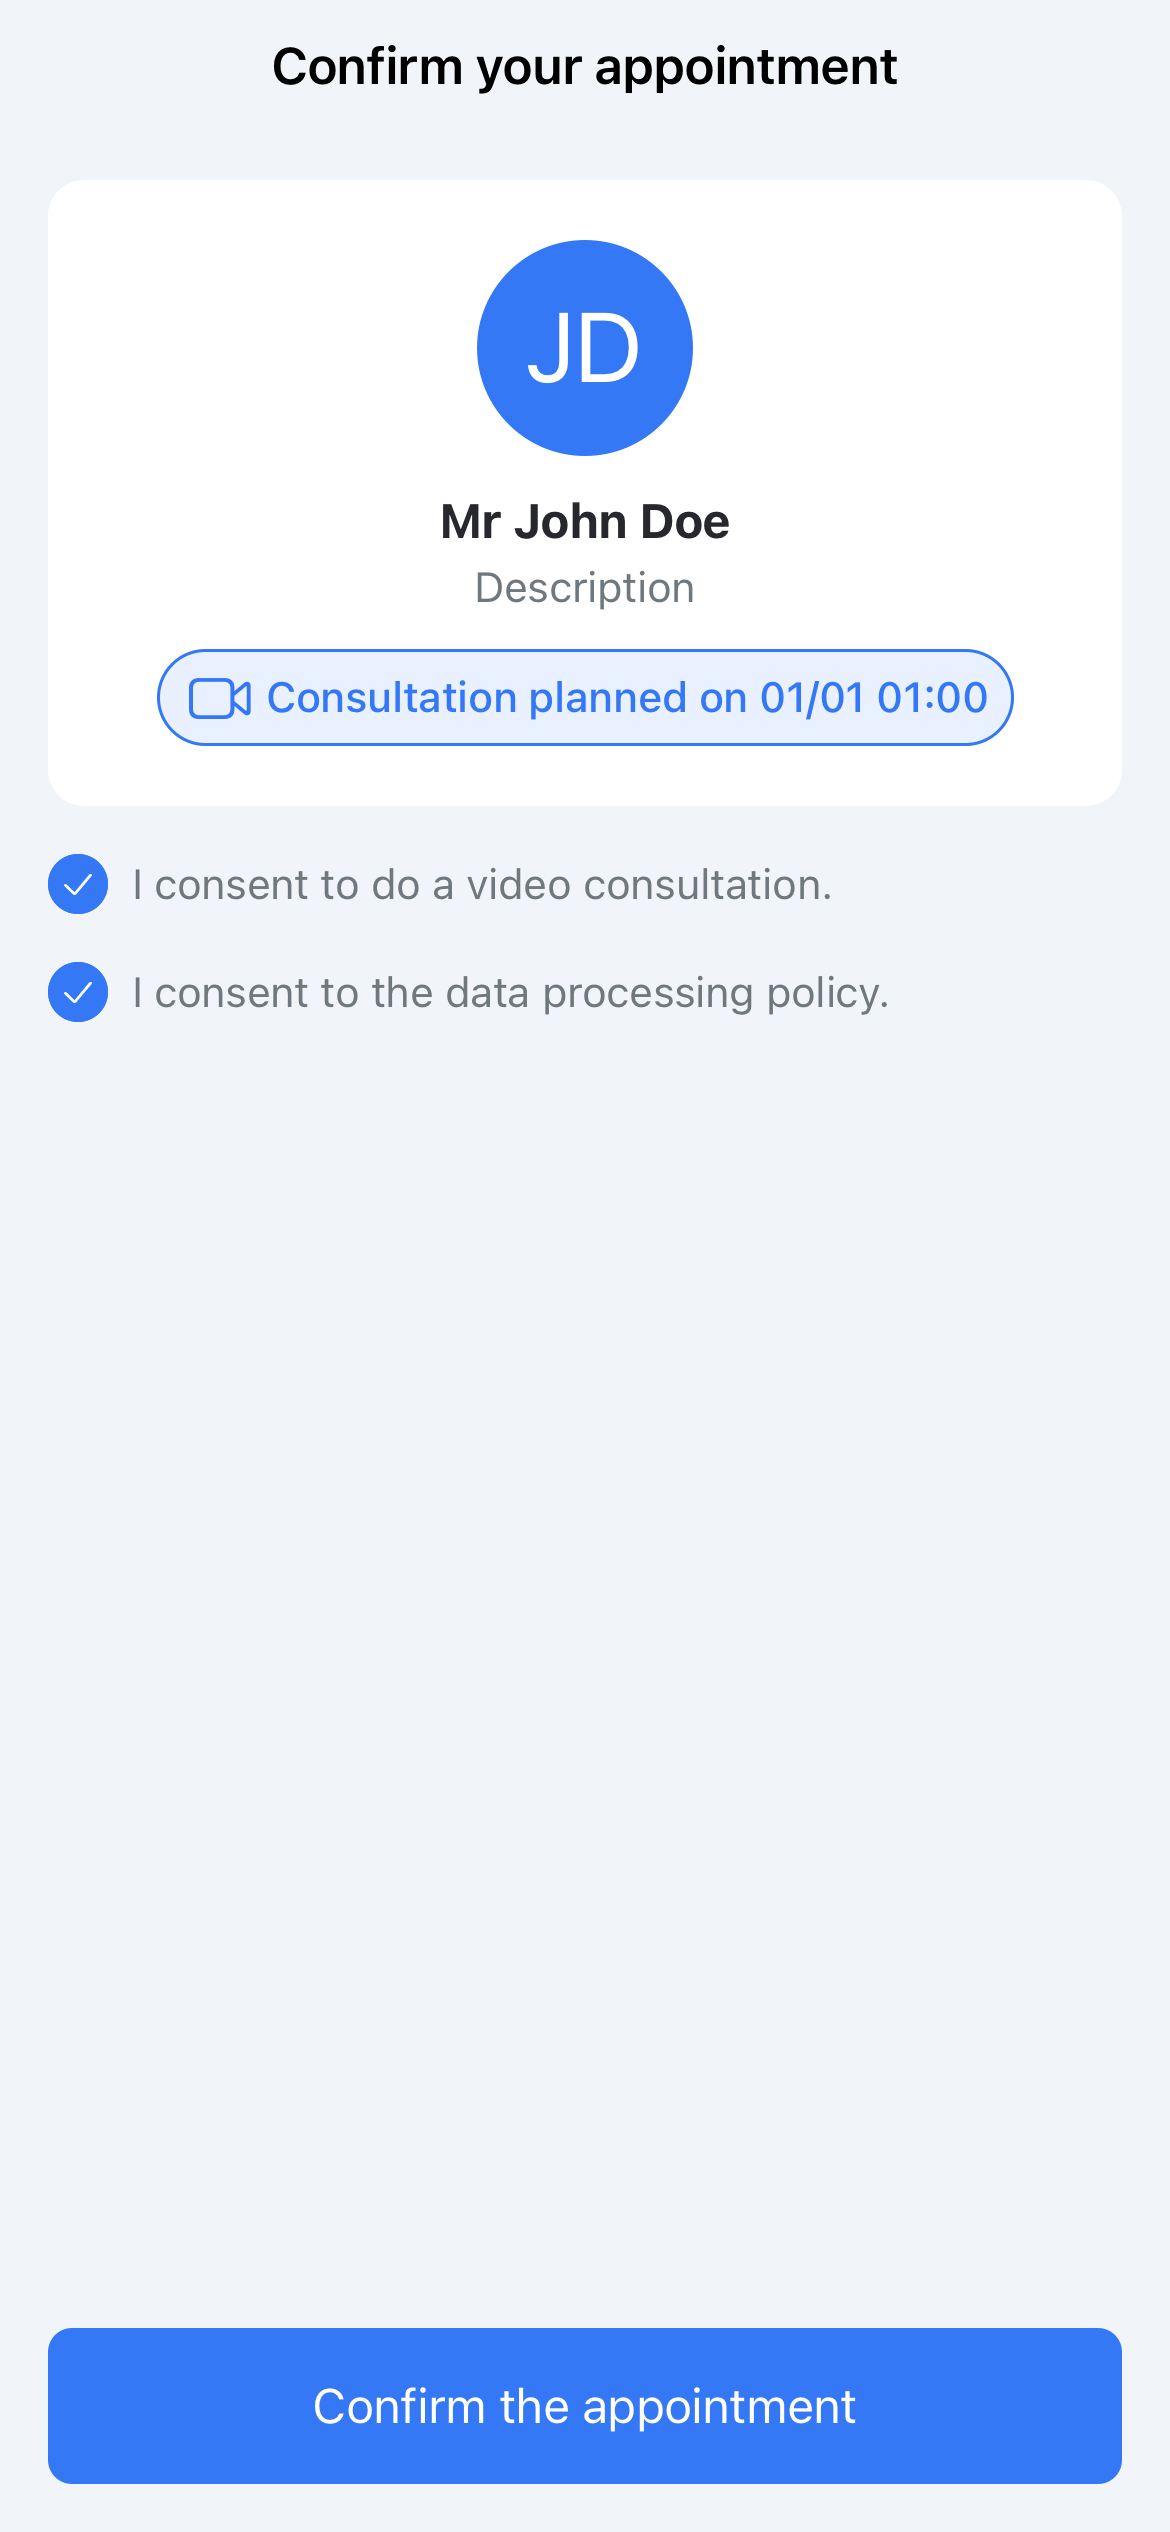 Confirm your appointment
JD
Mr John Doe
Description
Consultation planned on 01/01 01:00
I consent to do a video consultation.
I consent to the data processing policy.
Confirm the appointment